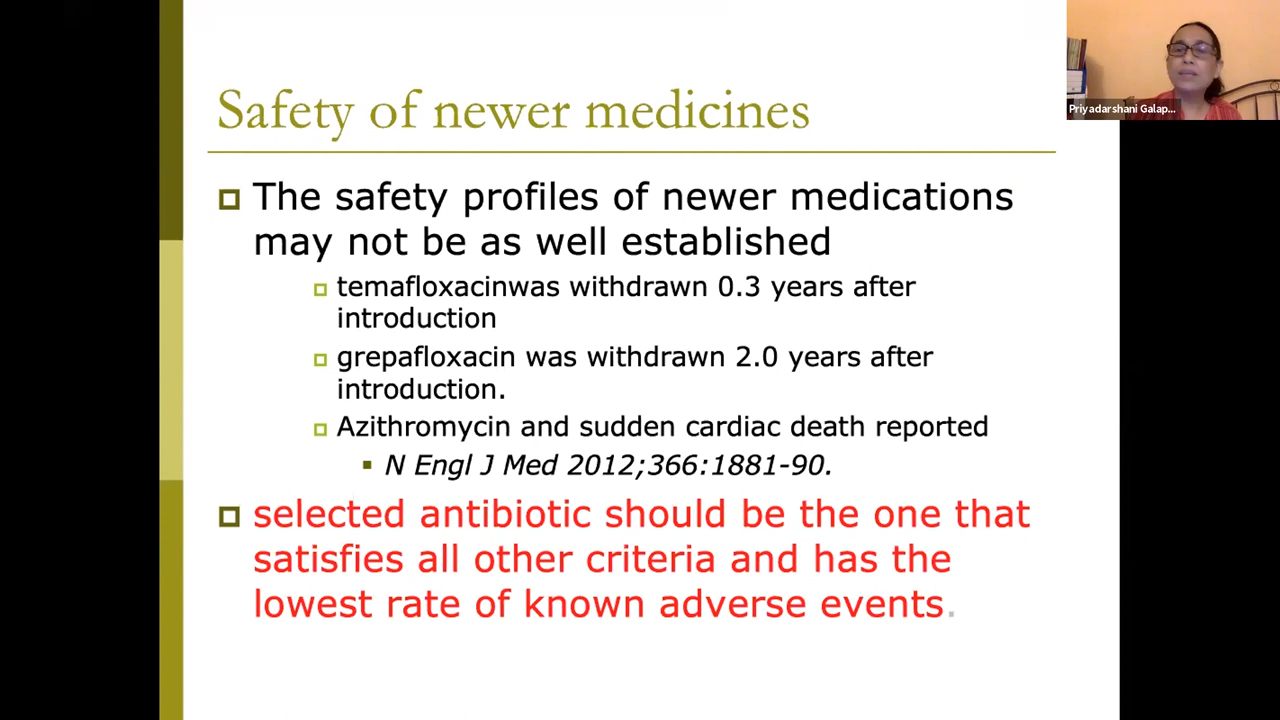 Safety of newer medicines
The safety profiles of newer medications
may not be as well established
temafloxacinwas withdrawn 0.3 years after
introduction
grepafloxacin was withdrawn 2.0 years after
introduction.
Azithromycin and sudden cardiac death reported
N Engl J Med 2012;366:1881-90.
selected antibiotic should be the one that
satisfies all other criteria and has the
lowest rate of known adverse events.
Priyadarshani Galap...